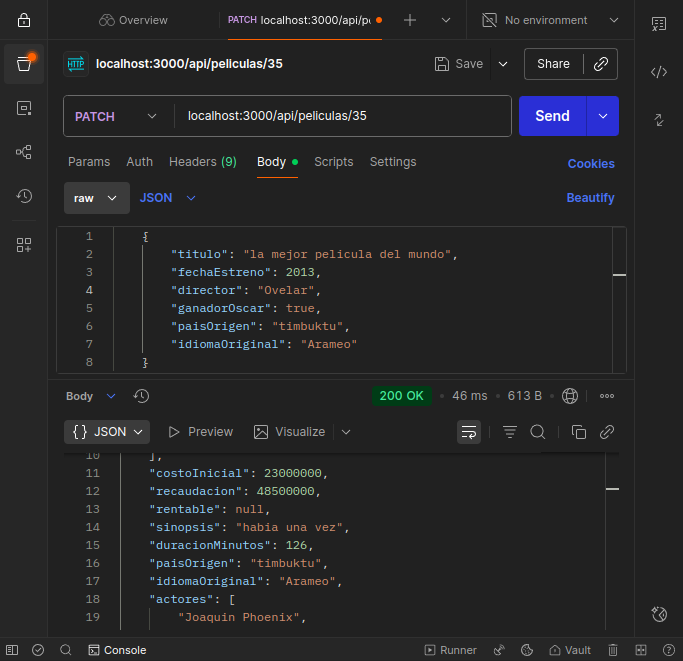 Overview
PATCH localhost:3000/api/p
No environment
HTTP localhost:3000/api/peliculas/35
Save
Share
PATCH
localhost:3000/api/peliculas/35
Send
Params Auth Headers (9) Body Scripts Settings
Cookies
raw
JSON
Beautify
1 {
2 "titulo": "la mejor pelicula del mundo",
3 "fechaEstreno": 2013,
4 "director": "Ovelar",
5 "ganadorOscar": true,
6 "paisOrigen": "timbuktu",
7 "idiomaOriginal": "Arameo"
8 }
Body
200 OK • 46 ms • 613 B •
{} JSON
Preview
Visualize
10 ],
11 "costoInicial": 23000000,
12 "recaudacion": 48500000,
13 "rentable": null,
14 "sinopsis": "habia una vez",
15 "duracionMinutos": 126,
16 "paisOrigen": "timbuktu",
17 "idiomaOriginal": "Arameo",
18 "actores": [
19 "Joaquin Phoenix",
Console
Runner
Vault